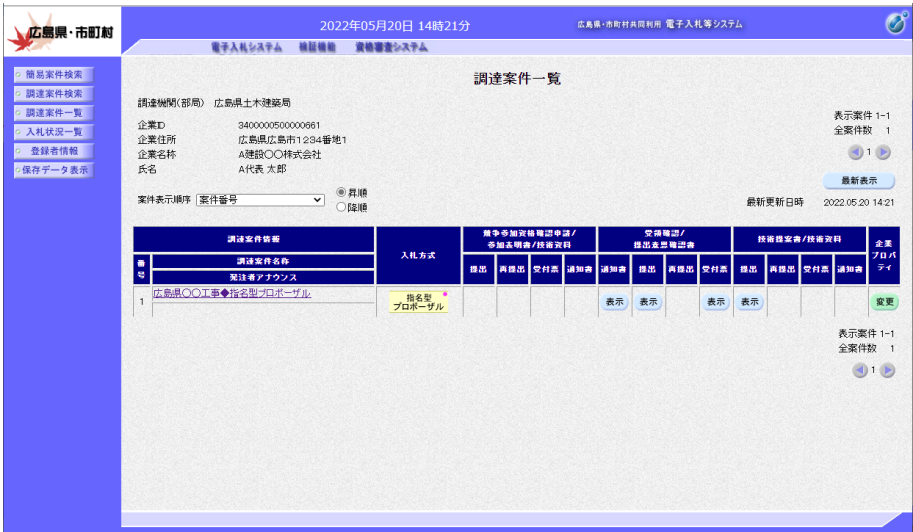 広島県・市町村
2022年05月20日 14時21分
広島県・市町村共同利用 電子入札等システム
電子入札システム 検証機能 資格審査システム
簡易案件検索
調達案件検索
調達案件一覧
入札状況一覧
登録者情報
保存データ表示
調達案件一覧
調達機関(部局) 広島県土木建築局
企業ID 3400000500000661
企業住所 広島県広島市1234番地1
企業名称 A建設〇〇株式会社
氏名 A代表 太郎
表示案件 1-1
全案件数 1
1
最新表示
案件表示順序 案件番号
昇順
降順
最新更新日時 2022.05.20 14:21
調達案件情報
番号
調達案件名称
発注者アナウンス
入札方式
競争参加資格確認申請/
参加表明書/技術資料
提出 再提出 受付票 通知書
受領確認/
提出意思確認書
通知書 提出 再提出 受付票
技術提案書/技術資料
提出 再提出 受付票 通知書
企業
プロパ
ティ
1
広島県〇〇工事◆指名型プロポーザル
指名型
プロポーザル
表示 表示 表示 表示 変更
表示案件 1-1
全案件数 1
1